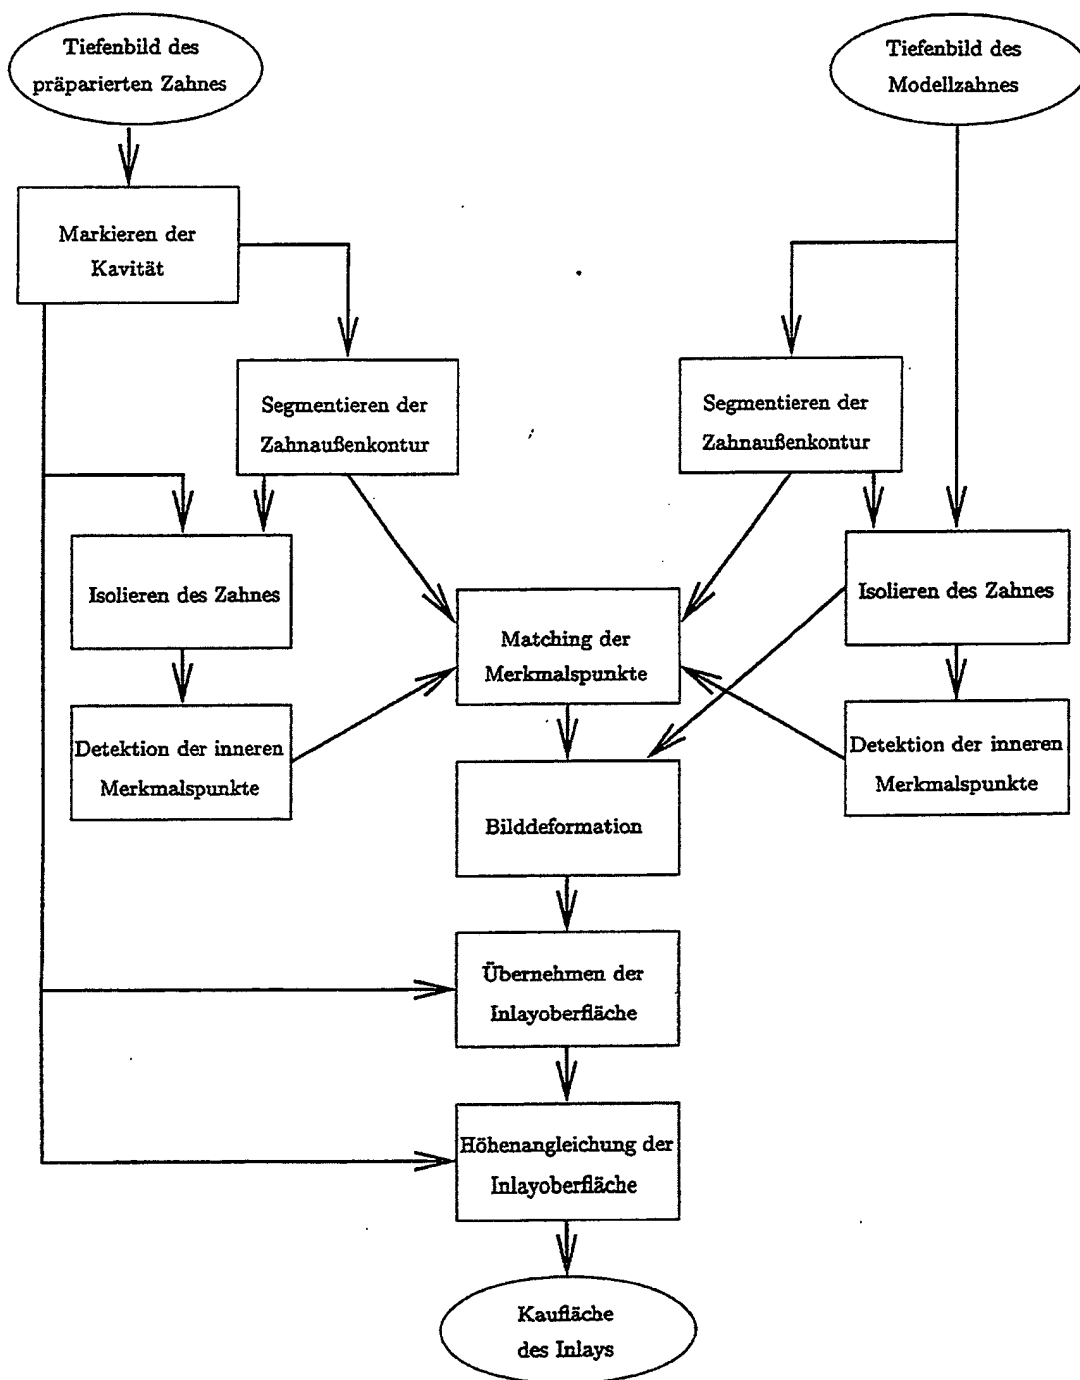 Tiefenbild des
präparierten Zahnes
Tiefenbild des
Modellzahnes
Markieren der
Kavität
Segmentieren der
Zahnaußenkontur
Segmentieren der
Zahnaußenkontur
Isolieren des Zahnes
Isolieren des Zahnes
Matching der
Merkmalspunkte
Detektion der inneren
Merkmalspunkte
Detektion der inneren
Merkmalspunkte
Bilddeformation
Übernehmen der
Inlayoberfläche
Höhenangleichung der
Inlayoberfläche
Kaufläche
des Inlays